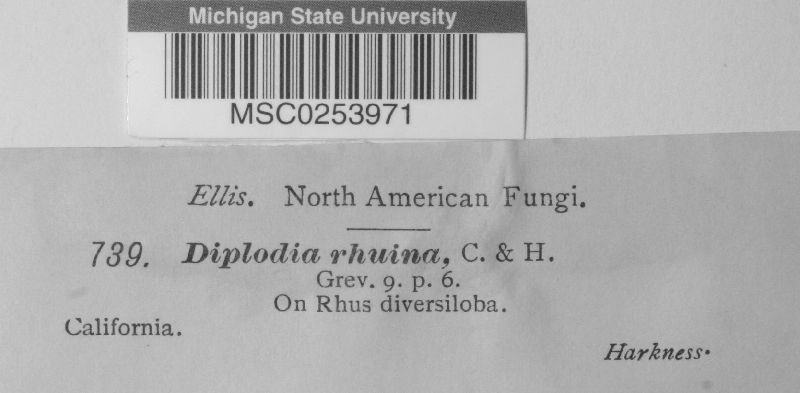 Michigan State University
MSC0253971
Ellis. North American Fungi.
739. Diplodia rhuina, C. & H.
Grev. 9. p. 6.
On Rhus diversiloba.
California.
Harkness.